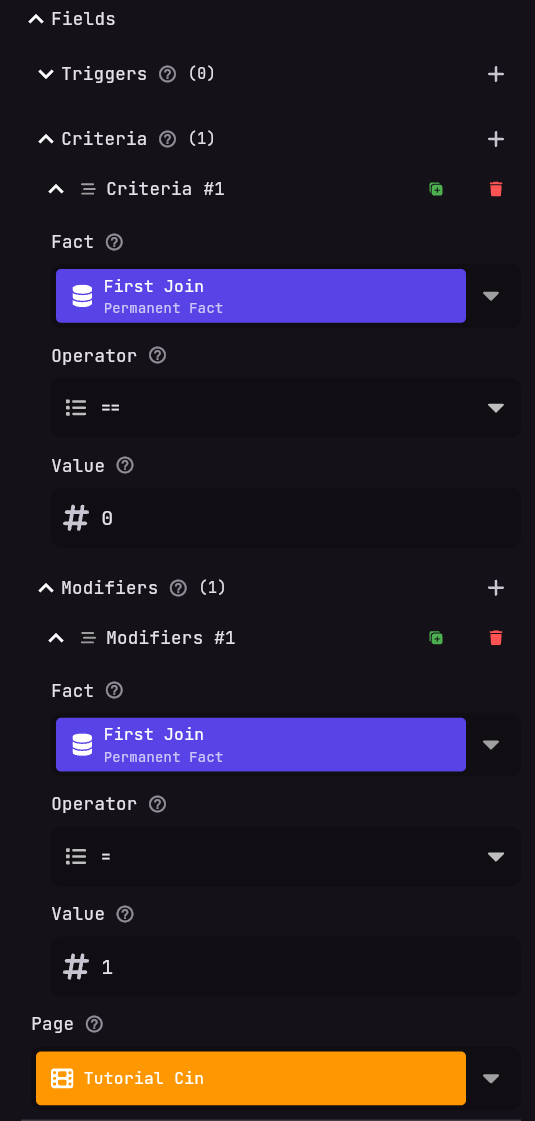 Fields
Triggers ? (0) +
Criteria ? (1) +
Criteria #1
Fact ?
First Join
Permanent Fact
Operator ?
==
Value ?
# 0
Modifiers ? (1) +
Modifiers #1
Fact ?
First Join
Permanent Fact
Operator ?
=
Value ?
# 1
Page ?
Tutorial Cin